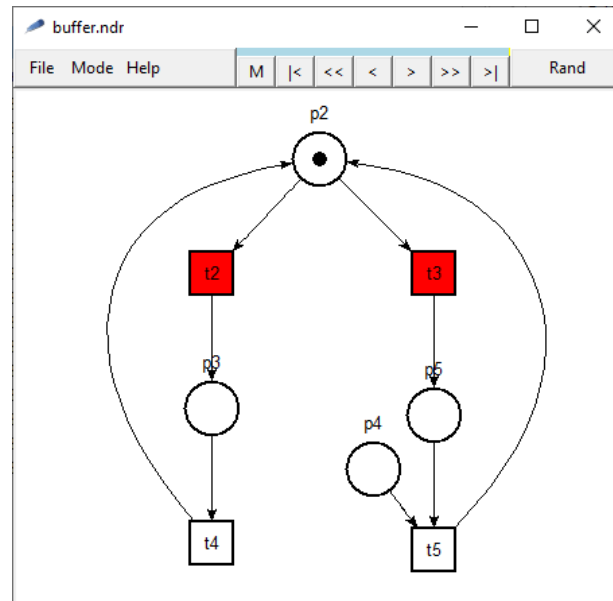 buffer.ndr
File Mode Help M |< << < > >> >| Rand
p2
t2 t3
p3 p5
p4
t4 t5